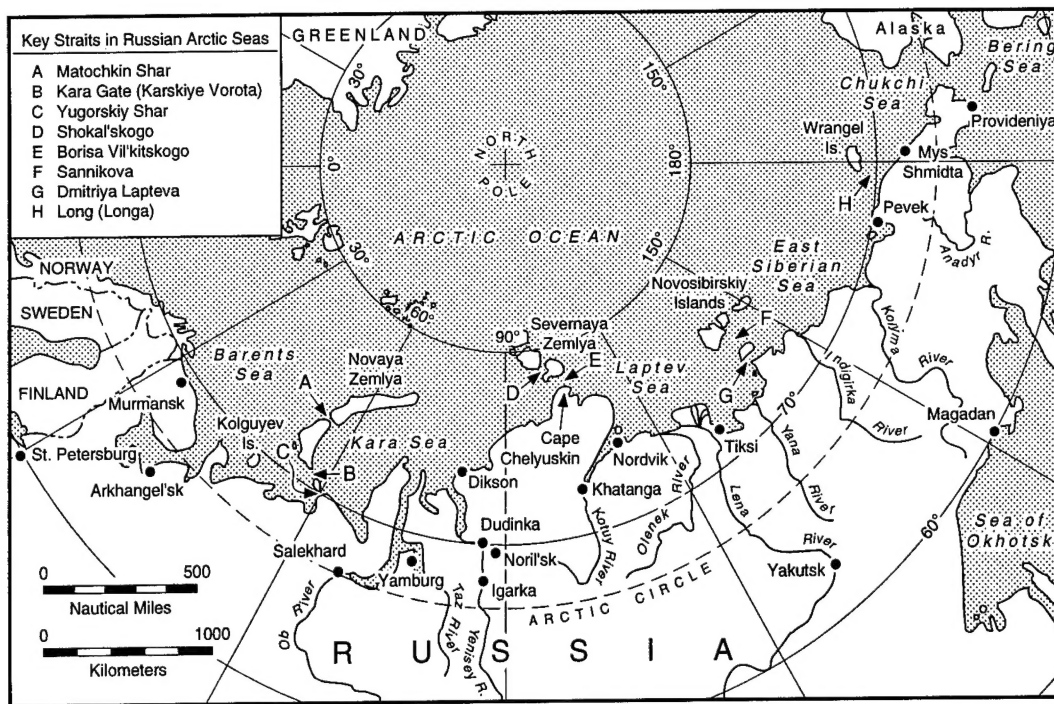 Key Straits in Russian Arctic Seas
A Matochkin Shar
B Kara Gate (Karskiye Vorota)
C Yugorskiy Shar
D Shokal'skogo
E Borisa Vil'kitskogo
F Sannikova
G Dmitriya Lapteva
H Long (Longa)
GREENLAND
Alaska
Bering
Sea
Chukchi
Sea
Provideniya
Wrangel
Is.
Mys
Shmidta
H
Pevek
Anadyr R.
30°
0°
30°
60°
90°
150°
180°
150°
NORTH
POLE
ARCTIC OCEAN
East
Siberian
Sea
Novosibirskiy
Islands
F
G
NORWAY
SWEDEN
FINLAND
Barents
Sea
Novaya
Zemlya
Severnaya
Zemlya
E
D
Laptev
Sea
Kolyma
River
Indigirka
River
Magadan
Murmansk
A
Kolguyev
Is.
C
B
Kara Sea
Cape
Chelyuskin
Nordvik
Tiksi
70°
Yana
River
St. Petersburg
Arkhangel'sk
Dikson
Khatanga
Kotuy River
Olenek
River
Lena
River
60°
Sea of
Okhotsk
Salekhard
Dudinka
Noril'sk
Yamburg
Igarka
Yakutsk
ARCTIC CIRCLE
Ob
River
Taz
River
Yenisey R.
RUSSIA
0 500
Nautical Miles
0 1000
Kilometers